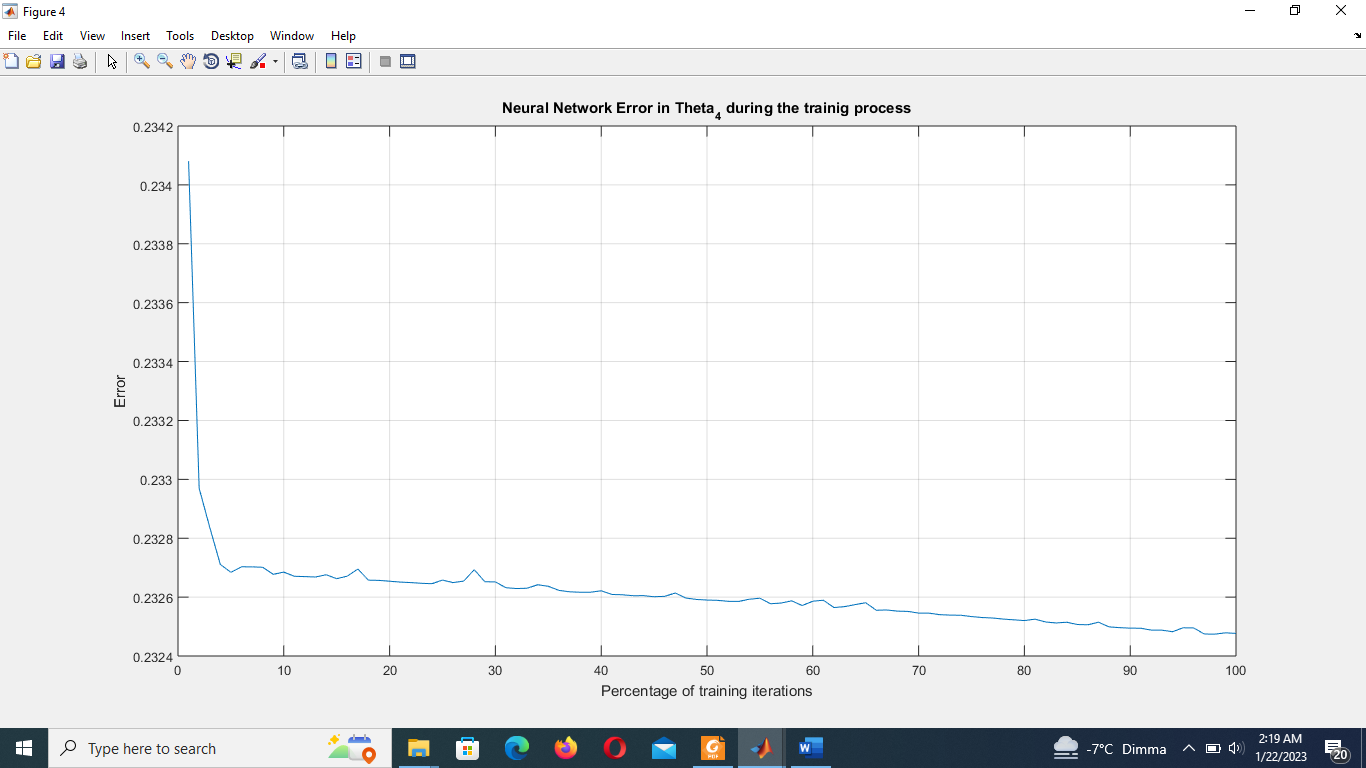 Figure 4
File Edit View Insert Tools Desktop Window Help
Neural Network Error in Theta4 during the trainig process
0.2342
0.234
0.2338
0.2336
0.2334
0.2332
0.233
0.2328
0.2326
0.2324
Error
0 10 20 30 40 50 60 70 80 90 100
Percentage of training iterations
Type here to search
G
PDF
W
-7°C Dimma
2:19 AM
1/22/2023
20